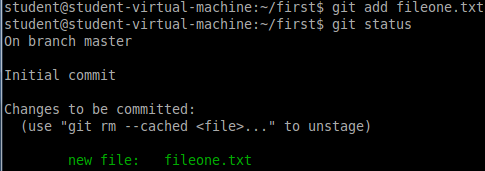 student@student-virtual-machine:~/first$ git add fileone.txt
student@student-virtual-machine:~/first$ git status
On branch master
Initial commit
Changes to be committed:
(use "git rm --cached <file>..." to unstage)
new file:   fileone.txt